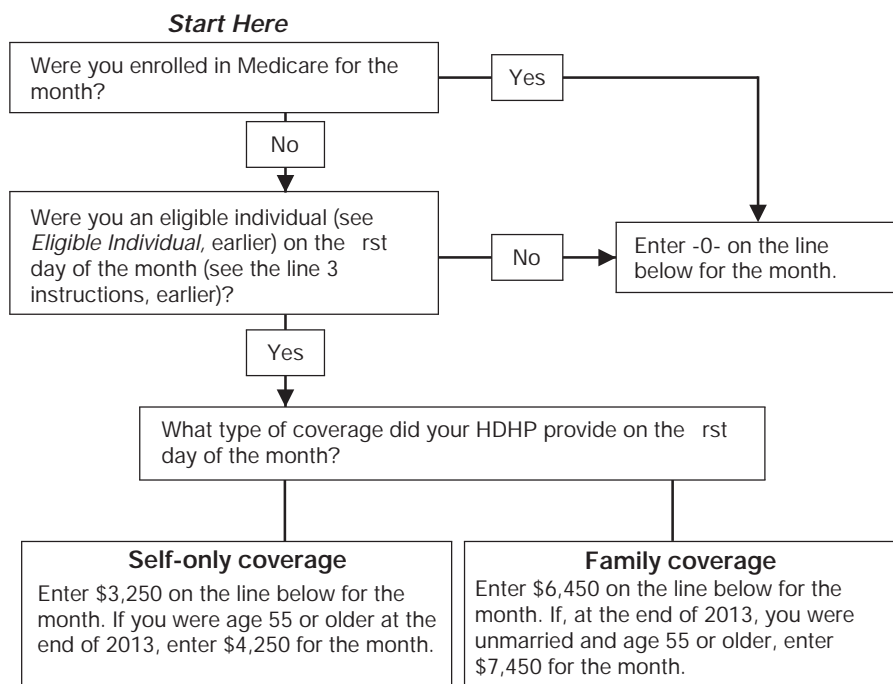 Start Here
Were you enrolled in Medicare for the
month?
Yes
No
Were you an eligible individual (see
Eligible Individual, earlier) on the rst
day of the month (see the line 3
instructions, earlier)?
No
Enter -0- on the line
below for the month.
Yes
What type of coverage did your HDHP provide on the rst
day of the month?
Self-only coverage
Enter $3,250 on the line below for the
month. If you were age 55 or older at the
end of 2013, enter $4,250 for the month.
Family coverage
Enter $6,450 on the line below for the
month. If, at the end of 2013, you were
unmarried and age 55 or older, enter
$7,450 for the month.